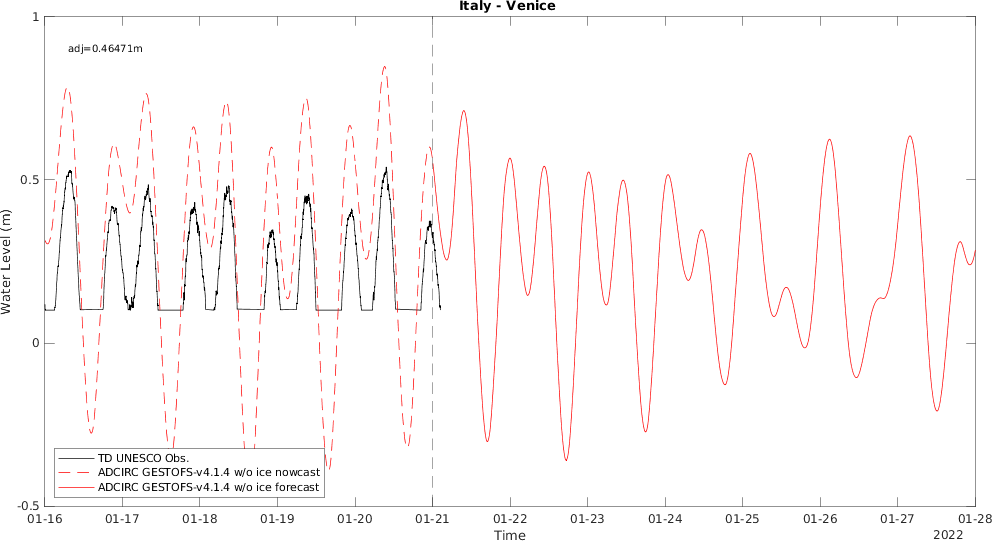 Italy - Venice
adj=0.46471m
1
0.5
0
-0.5
Water Level (m)
TD UNESCO Obs.
ADCIRC GESTOFS-v4.1.4 w/o ice nowcast
ADCIRC GESTOFS-v4.1.4 w/o ice forecast
01-16 01-17 01-18 01-19 01-20 01-21 01-22 01-23 01-24 01-25 01-26 01-27 01-28
Time
2022